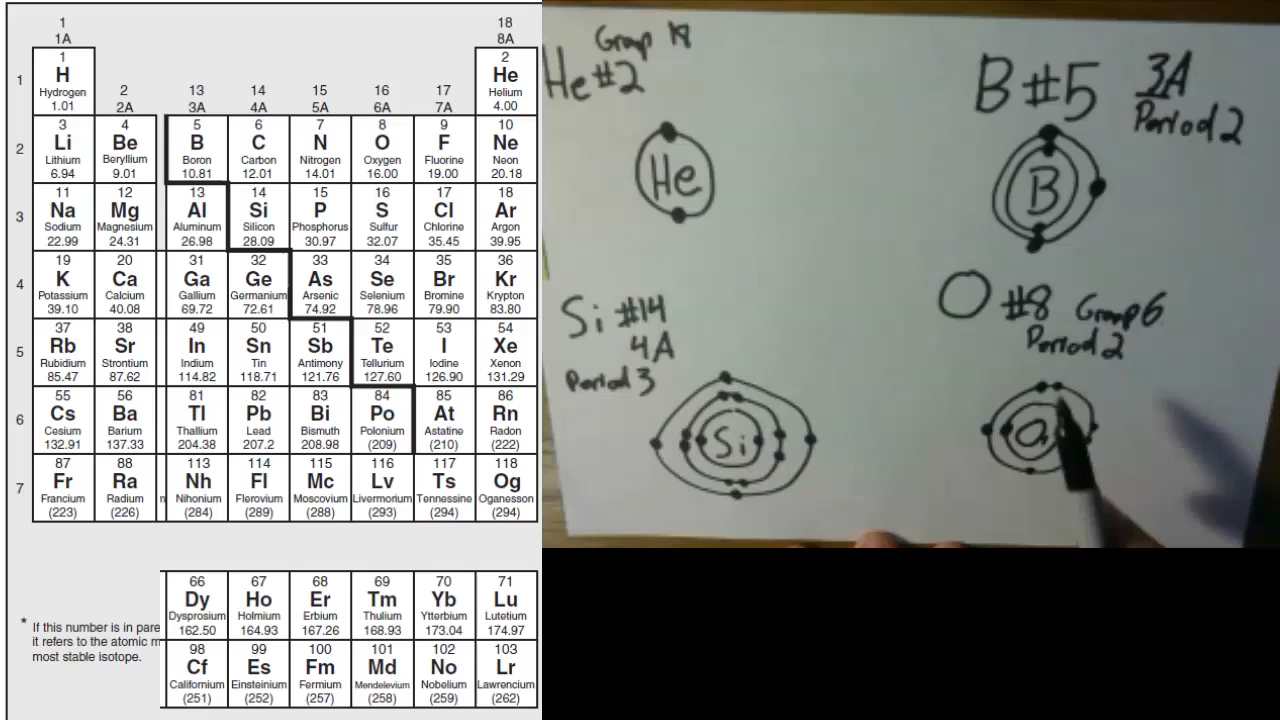 1 18
1A 8A
1 2
H He
1 Hydrogen 2 13 14 15 16 17 Helium
1.01 2A 3A 4A 5A 6A 7A 4.00
3 4 5 6 7 8 9 10
2 Li Be B C N O F Ne
Lithium Beryllium Boron Carbon Nitrogen Oxygen Fluorine Neon
6.94 9.01 10.81 12.01 14.01 16.00 19.00 20.18
11 12 13 14 15 16 17 18
3 Na Mg Al Si P S Cl Ar
Sodium Magnesium Aluminum Silicon Phosphorus Sulfur Chlorine Argon
22.99 24.31 26.98 28.09 30.97 32.07 35.45 39.95
19 20 31 32 33 34 35 36
4 K Ca Ga Ge As Se Br Kr
Potassium Calcium Gallium Germanium Arsenic Selenium Bromine Krypton
39.10 40.08 69.72 72.61 74.92 78.96 79.90 83.80
37 38 49 50 51 52 53 54
5 Rb Sr In Sn Sb Te I Xe
Rubidium Strontium Indium Tin Antimony Tellurium Iodine Xenon
85.47 87.62 114.82 118.71 121.76 127.60 126.90 131.29
55 56 81 82 83 84 85 86
6 Cs Ba Tl Pb Bi Po At Rn
Cesium Barium Thallium Lead Bismuth Polonium Astatine Radon
132.91 137.33 204.38 207.2 208.98 (209) (210) (222)
87 88 113 114 115 116 117 118
7 Fr Ra Nh Fl Mc Lv Ts Og
Francium Radium n Nihonium Flerovium Moscovium Livermorium Tennessine Oganesson
(223) (226) (284) (289) (288) (293) (294) (294)
66 67 68 69 70 71
Dy Ho Er Tm Yb Lu
Dysprosium Holmium Erbium Thulium Ytterbium Lutetium
162.50 164.93 167.26 168.93 173.04 174.97
98 99 100 101 102 103
Cf Es Fm Md No Lr
Californium Einsteinium Fermium Mendelevium Nobelium Lawrencium
(251) (252) (257) (258) (259) (262)
* If this number is in pare
it refers to the atomic m
most stable isotope.
Group 18
He #2
He
B #5 3A
Period 2
B
Si #14
4A
Period 3
Si
O #8 Group 6
Period 2